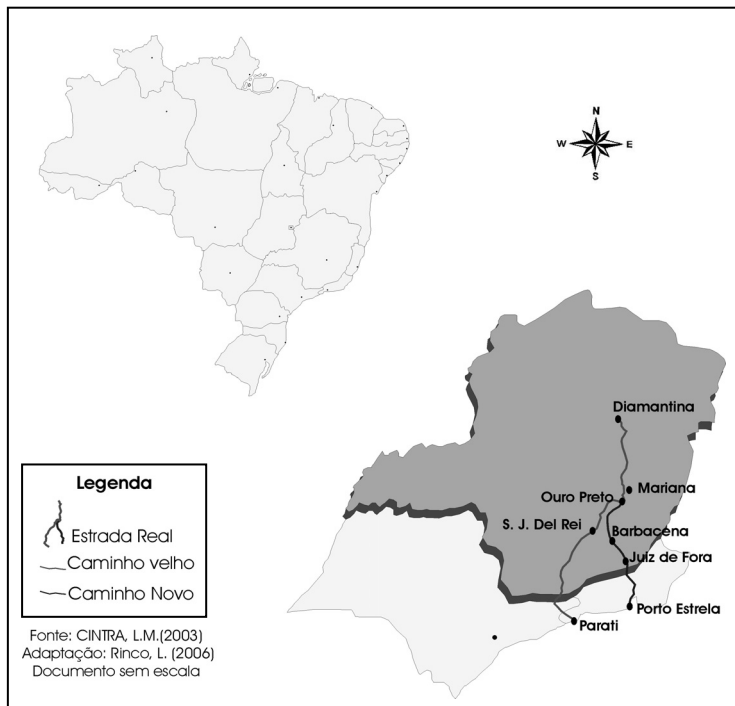 N
W E
S
Diamantina
Mariana
Ouro Preto
S. J. Del Rei
Barbacena
Juiz de Fora
Porto Estrela
Parati
Legenda
Estrada Real
Caminho velho
Caminho Novo
Fonte: CINTRA, L.M.(2003)
Adaptação: Rinco, L. (2006)
Documento sem escala